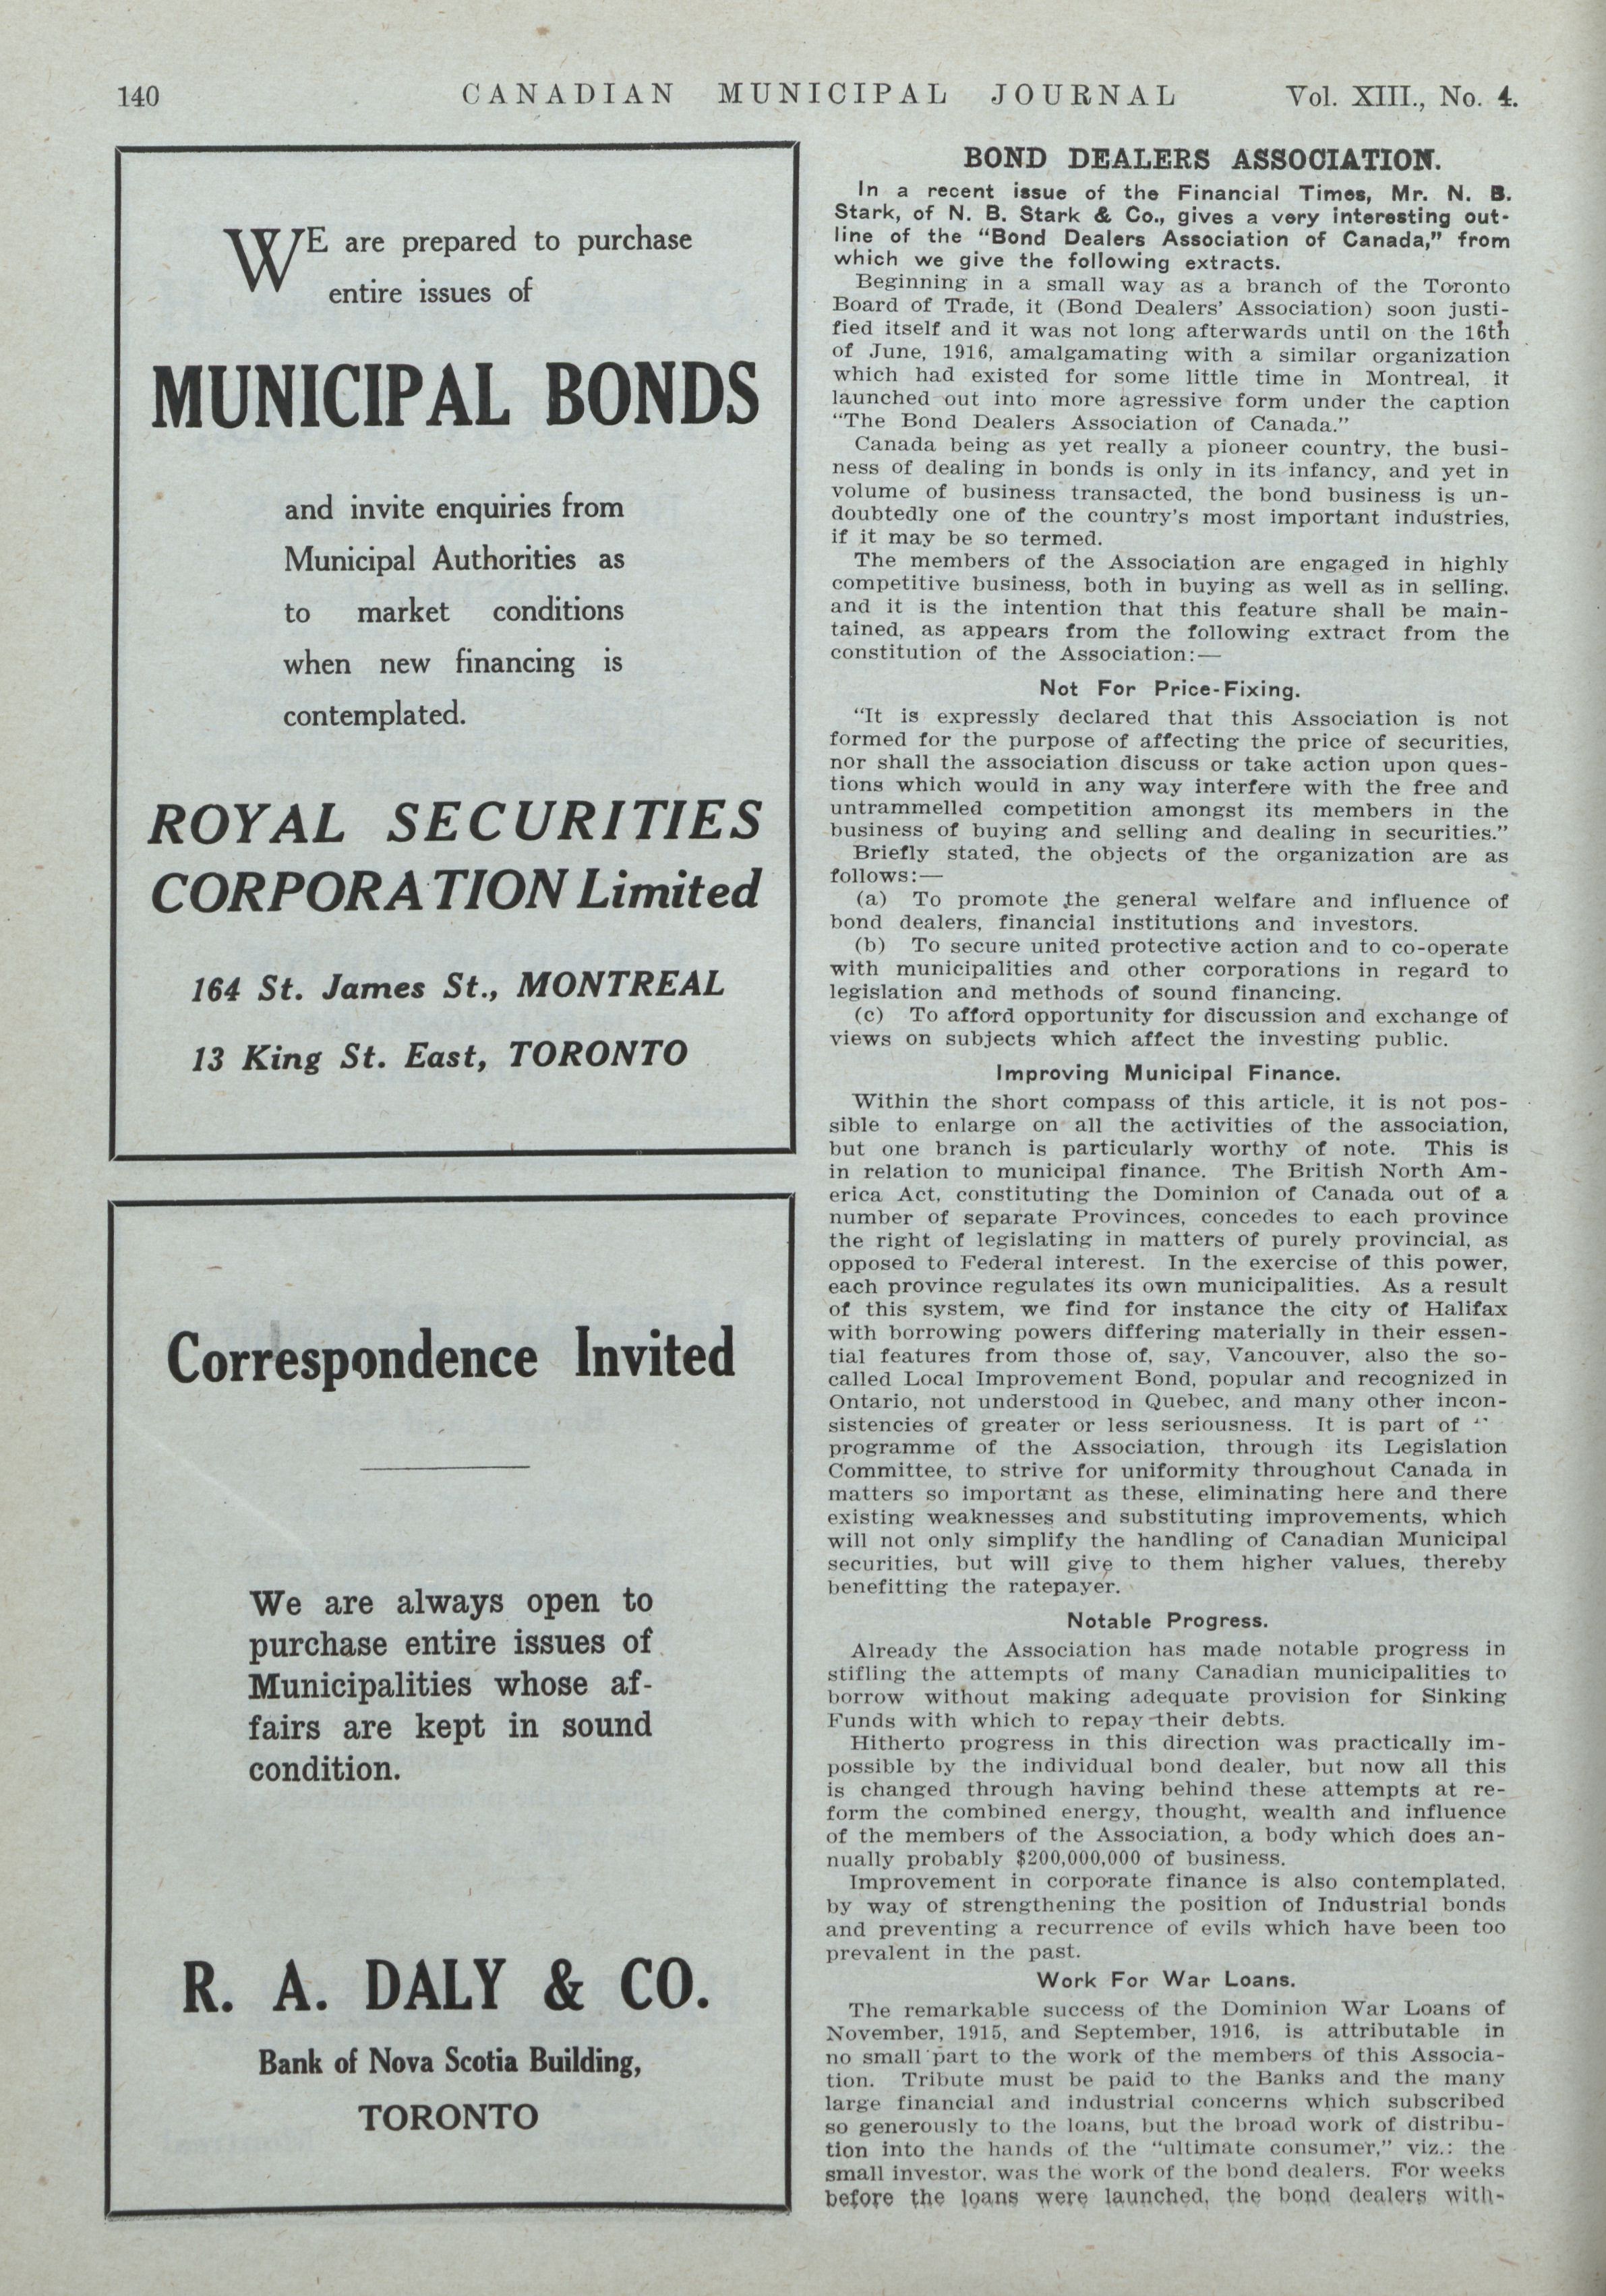 140 CANADIAN MUNICIPAL JOURNAL Vol. XIII., No. 4.
WE are prepared to purchase
entire issues of
MUNICIPAL BONDS
and invite enquiries from
Municipal Authorities as
to market conditions
when new financing is
contemplated.
ROYAL SECURITIES
CORPORATION Limited
164 St. James St., MONTREAL
13 King St. East, TORONTO
Correspondence Invited
We are always open to
purchase entire issues of
Municipalities whose af-
fairs are kept in sound
condition.
R. A. DALY & CO.
Bank of Nova Scotia Building,
TORONTO
BOND DEALERS ASSOCIATION.
In a recent issue of the Financial Times, Mr. N. B.
Stark, of N. B. Stark & Co., gives a very interesting out-
line of the "Bond Dealers Association of Canada," from
which we give the following extracts.
Beginning in a small way as a branch of the Toronto
Board of Trade, it (Bond Dealers' Association) soon justi-
fied itself and it was not long afterwards until on the 16th
of June, 1916, amalgamating with a similar organization
which had existed for some little time in Montreal, it
launched out into more agressive form under the caption
"The Bond Dealers Association of Canada."
Canada being as yet really a pioneer country, the busi-
ness of dealing in bonds is only in its infancy, and yet in
volume of business transacted, the bond business is un-
doubtedly one of the country's most important industries,
if it may be so termed.
The members of the Association are engaged in highly
competitive business, both in buying as well as in selling,
and it is the intention that this feature shall be main-
tained, as appears from the following extract from the
constitution of the Association:—
Not For Price-Fixing.
"It is expressly declared that this Association is not
formed for the purpose of affecting the price of securities,
nor shall the association discuss or take action upon ques-
tions which would in any way interfere with the free and
untrammelled competition amongst its members in the
business of buying and selling and dealing in securities."
Briefly stated, the objects of the organization are as
follows:—
(a) To promote the general welfare and influence of
bond dealers, financial institutions and investors.
(b) To secure united protective action and to co-operate
with municipalities and other corporations in regard to
legislation and methods of sound financing.
(c) To afford opportunity for discussion and exchange of
views on subjects which affect the investing public.
Improving Municipal Finance.
Within the short compass of this article, it is not pos-
sible to enlarge on all the activities of the association,
but one branch is particularly worthy of note. This is
in relation to municipal finance. The British North Am-
erica Act, constituting the Dominion of Canada out of a
number of separate Provinces, concedes to each province
the right of legislating in matters of purely provincial, as
opposed to Federal interest. In the exercise of this power,
each province regulates its own municipalities. As a result
of this system, we find for instance the city of Halifax
with borrowing powers differing materially in their essen-
tial features from those of, say, Vancouver, also the so-
called Local Improvement Bond, popular and recognized in
Ontario, not understood in Quebec, and many other incon-
sistencies of greater or less seriousness. It is part of
programme of the Association, through its Legislation
Committee, to strive for uniformity throughout Canada in
matters so important as these, eliminating here and there
existing weaknesses and substituting improvements, which
will not only simplify the handling of Canadian Municipal
securities, but will give to them higher values, thereby
benefitting the ratepayer.
Notable Progress.
Already the Association has made notable progress in
stifling the attempts of many Canadian municipalities to
borrow without making adequate provision for Sinking
Funds with which to repay their debts.
Hitherto progress in this direction was practically im-
possible by the individual bond dealer, but now all this
is changed through having behind these attempts at re-
form the combined energy, thought, wealth and influence
of the members of the Association, a body which does an-
nually probably $200,000,000 of business.
Improvement in corporate finance is also contemplated,
by way of strengthening the position of Industrial bonds
and preventing a recurrence of evils which have been too
prevalent in the past.
Work For War Loans.
The remarkable success of the Dominion War Loans of
November, 1915, and September, 1916, is attributable in
no small part to the work of the members of this Associa-
tion. Tribute must be paid to the Banks and the many
large financial and industrial concerns which subscribed
so generously to the loans, but the broad work of distribu-
tion into the hands of the "ultimate consumer," viz.: the
small investor, was the work of the bond dealers. For weeks
before the loans were launched, the bond dealers with-